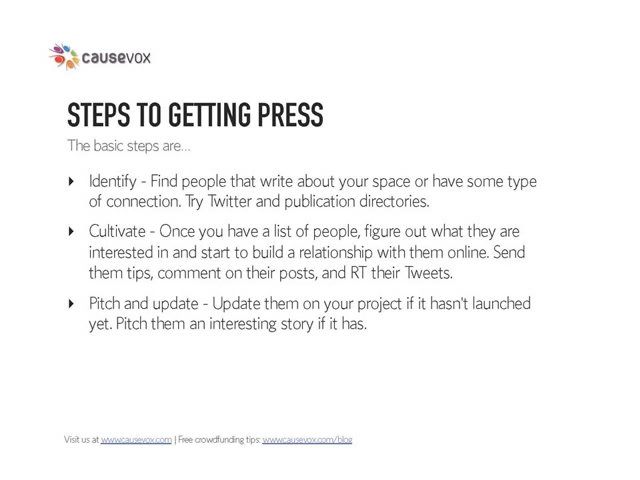 causevox
STEPS TO GETTING PRESS
The basic steps are...
‣ Identify - Find people that write about your space or have some type
of connection. Try Twitter and publication directories.
‣ Cultivate - Once you have a list of people, figure out what they are
interested in and start to build a relationship with them online. Send
them tips, comment on their posts, and RT their Tweets.
‣ Pitch and update - Update them on your project if it hasn't launched
yet. Pitch them an interesting story if it has.
Visit us at www.causevox.com | Free crowdfunding tips: www.causevox.com/blog